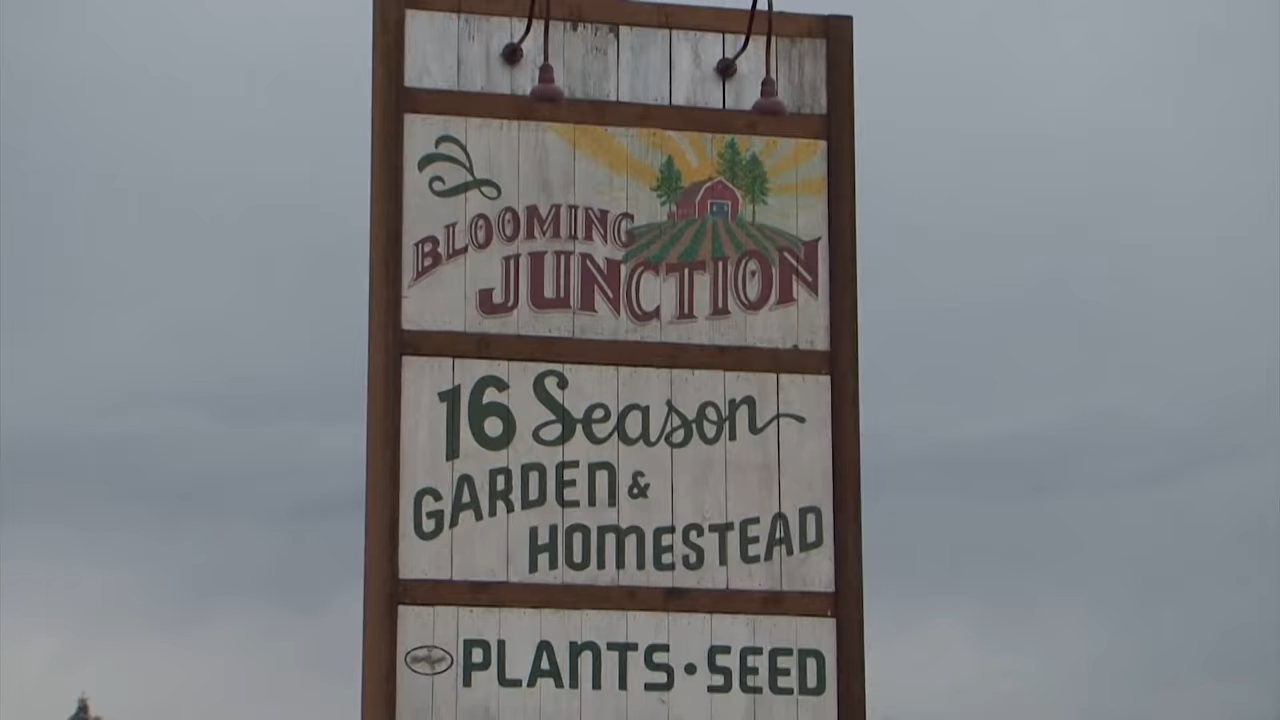 BLOOMING
JUNCTION
16 Season
GARDEN &
HOMESTEAD
PLANTS • SEED